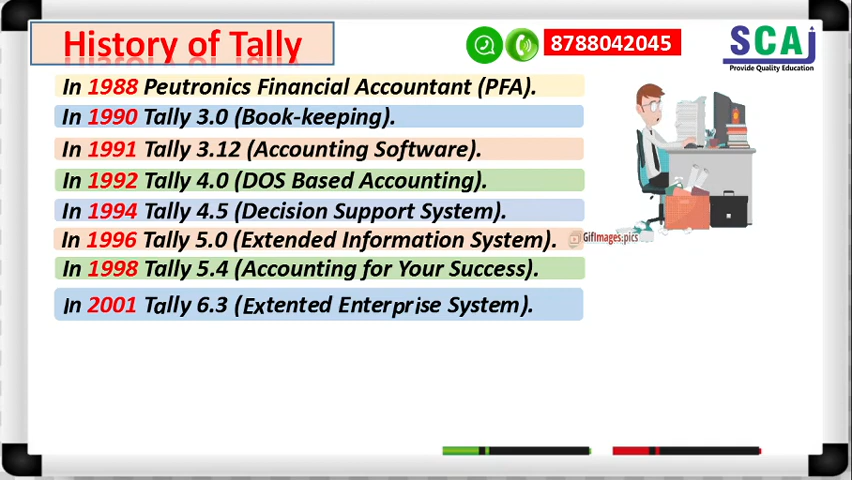 History of Tally
8788042045
SCAJ
Provide Quality Education
In 1988 Peutronics Financial Accountant (PFA).
In 1990 Tally 3.0 (Book-keeping).
In 1991 Tally 3.12 (Accounting Software).
In 1992 Tally 4.0 (DOS Based Accounting).
In 1994 Tally 4.5 (Decision Support System).
In 1996 Tally 5.0 (Extended Information System).
GifImages.pics
In 1998 Tally 5.4 (Accounting for Your Success).
In 2001 Tally 6.3 (Extented Enterprise System).